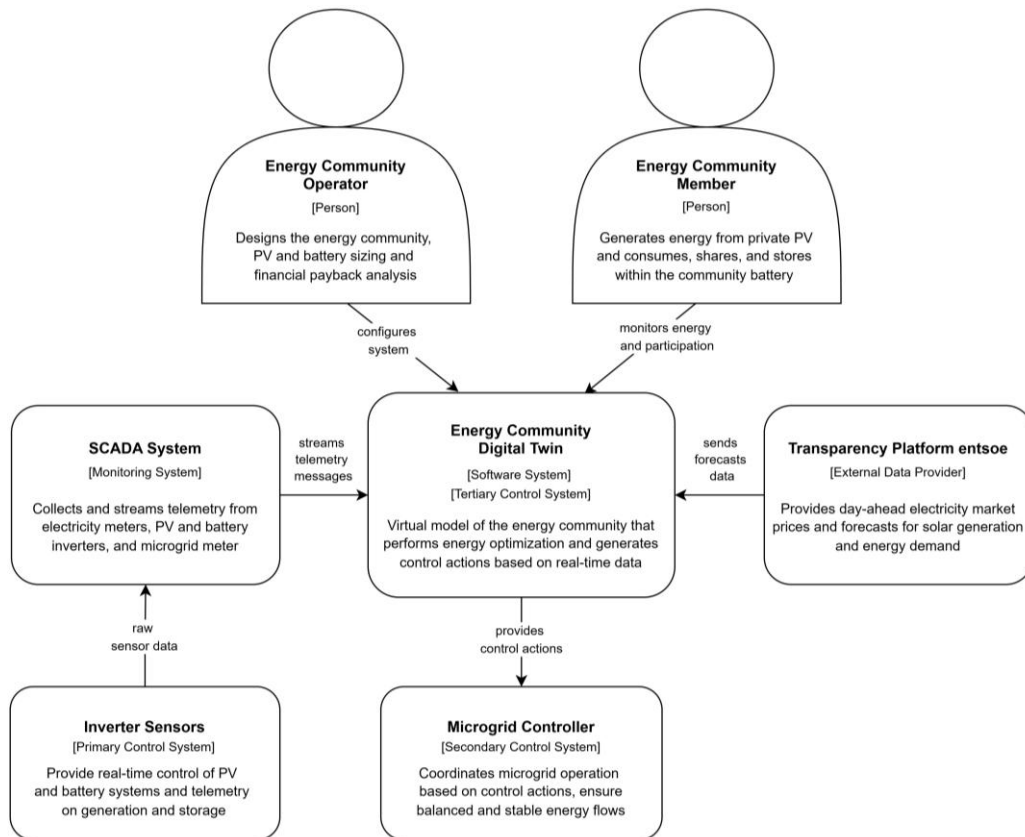 Energy Community
Operator
[Person]
Designs the energy community,
PV and battery sizing and
financial payback analysis
Energy Community
Member
[Person]
Generates energy from private PV
and consumes, shares, and stores
within the community battery
configures
system
monitors energy
and participation
SCADA System
[Monitoring System]
Collects and streams telemetry from
electricity meters, PV and battery
inverters, and microgrid meter
streams
telemetry
messages
Energy Community
Digital Twin
[Software System]
[Tertiary Control System]
Virtual model of the energy community that
performs energy optimization and generates
control actions based on real-time data
sends
forecasts
data
Transparency Platform entsoe
[External Data Provider]
Provides day-ahead electricity market
prices and forecasts for solar generation
and energy demand
raw
sensor data
provides
control actions
Inverter Sensors
[Primary Control System]
Provide real-time control of PV
and battery systems and telemetry
on generation and storage
Microgrid Controller
[Secondary Control System]
Coordinates microgrid operation
based on control actions, ensure
balanced and stable energy flows